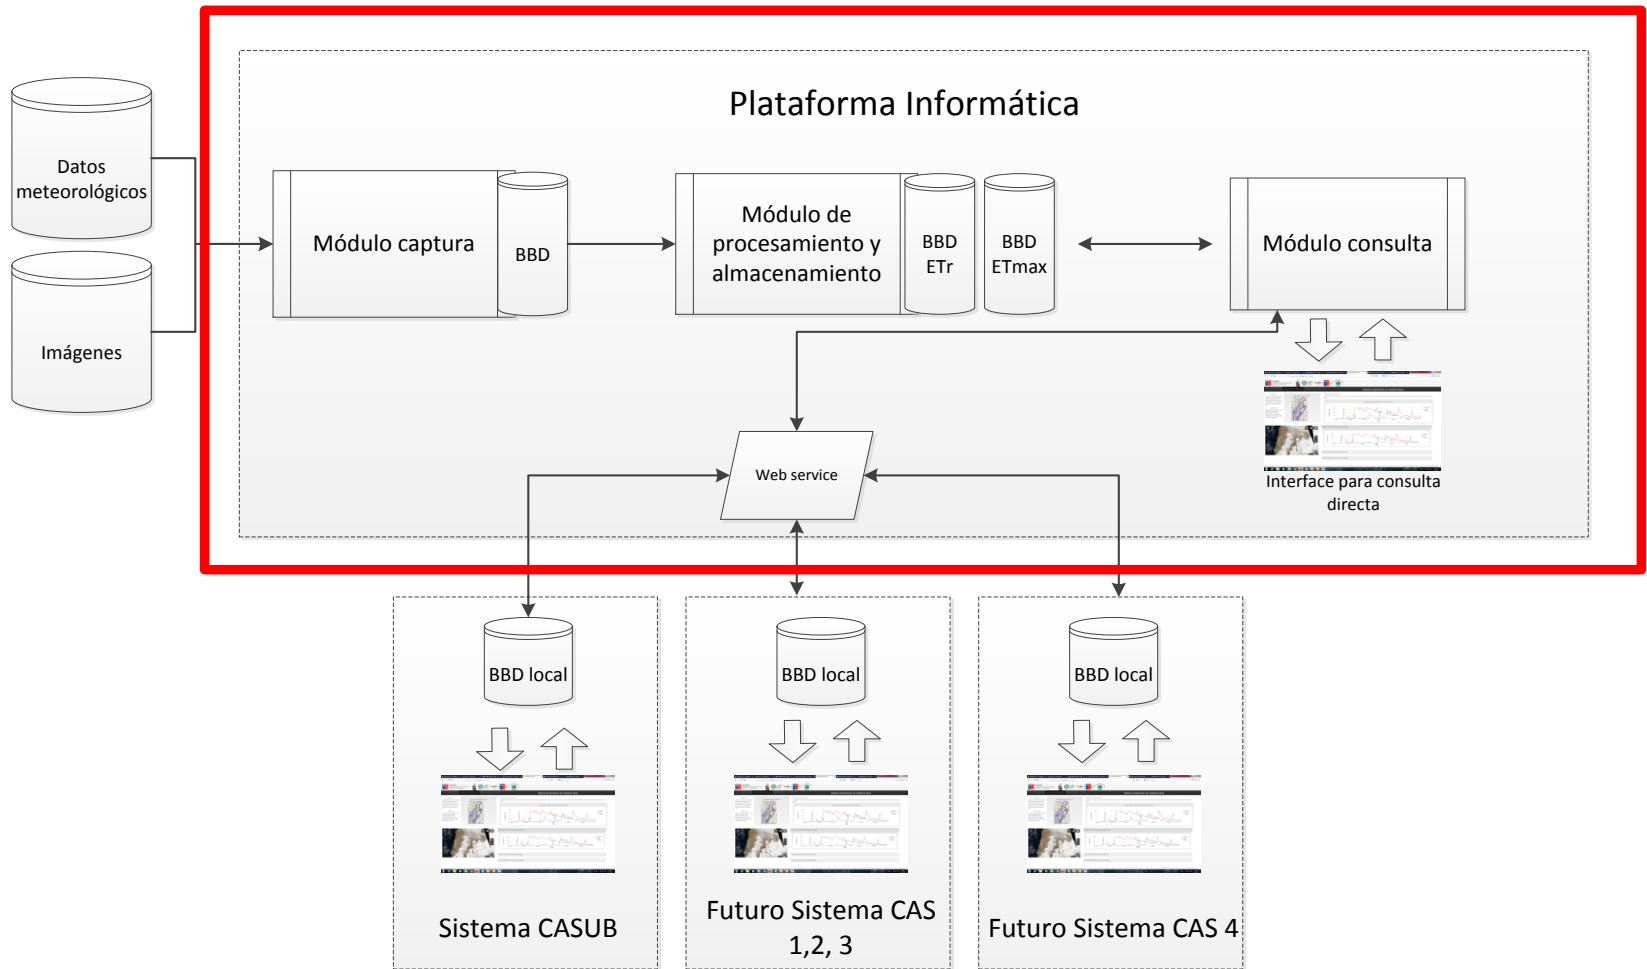 Plataforma Informática
Datos
meteorológicos
Imágenes
Módulo captura
BBD
Módulo de
procesamiento y
almacenamiento
BBD
ETr
BBD
ETmax
Módulo consulta
Interface para consulta
directa
Web service
BBD local
BBD local
BBD local
Sistema CASUB
Futuro Sistema CAS
1,2, 3
Futuro Sistema CAS 4